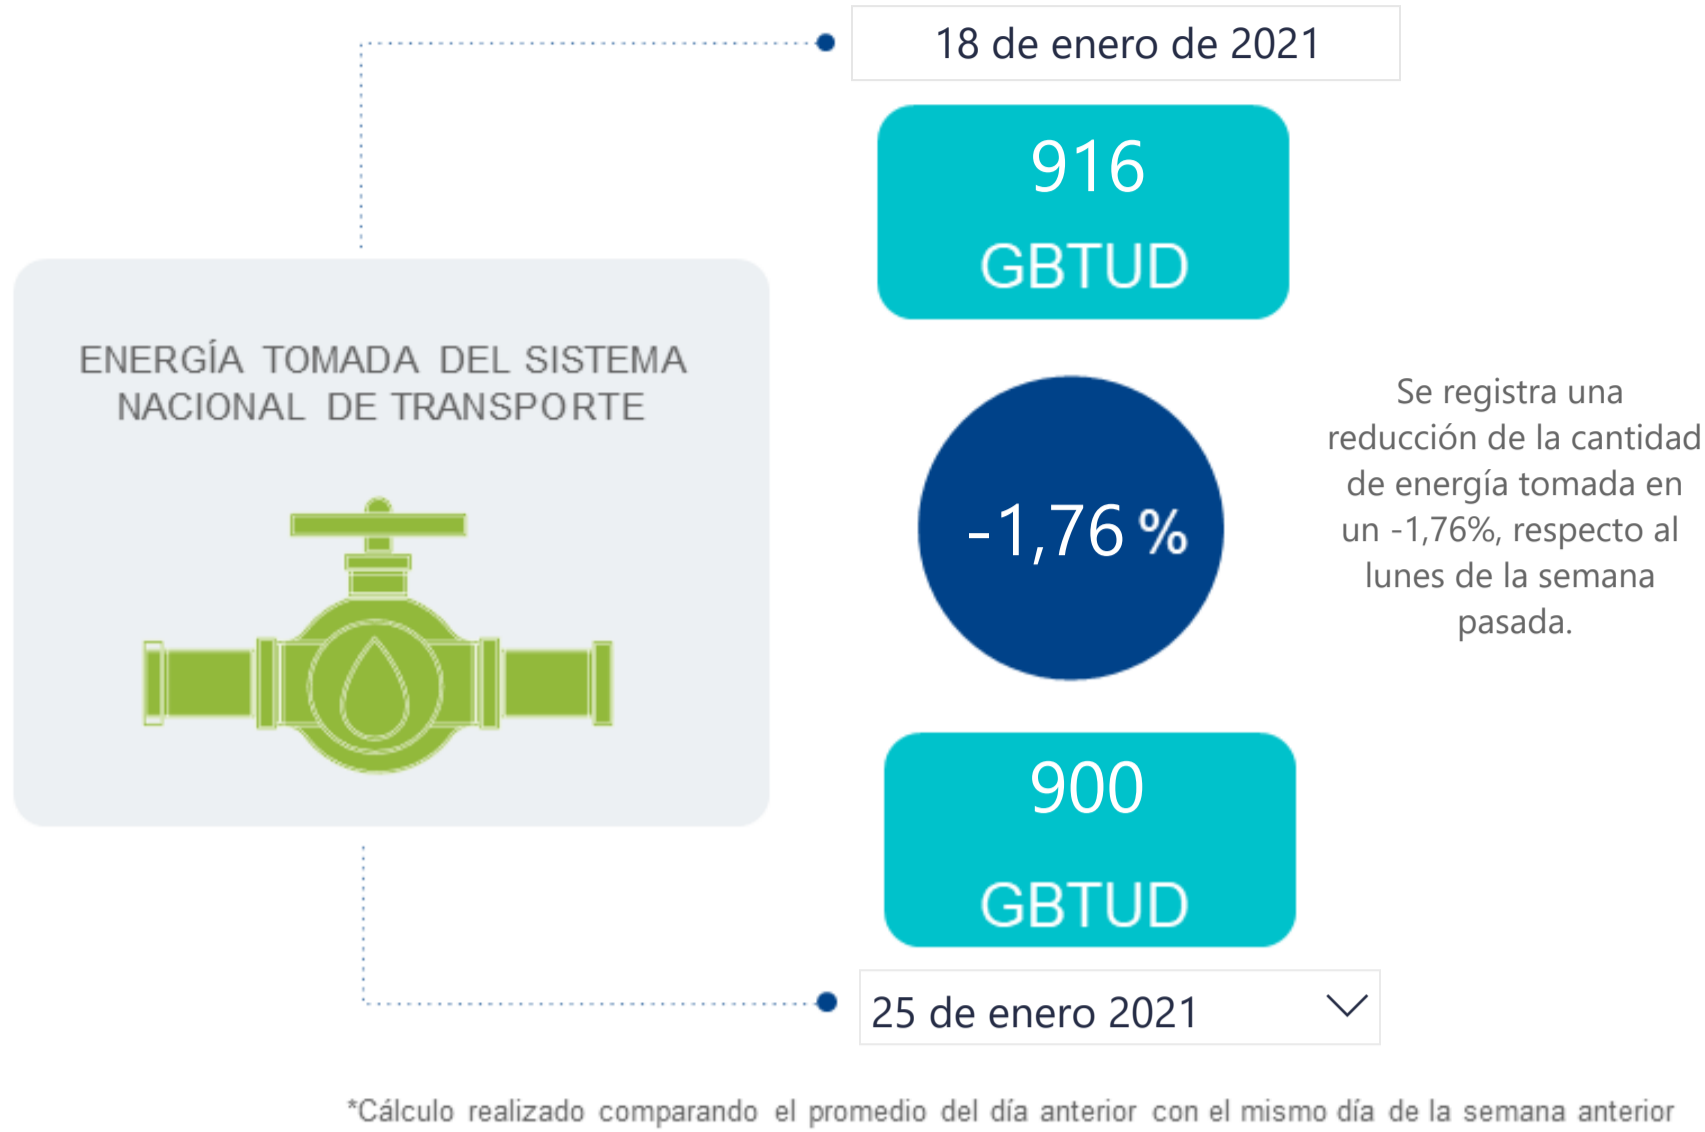 18 de enero de 2021
916
GBTUD
ENERGÍA TOMADA DEL SISTEMA
NACIONAL DE TRANSPORTE
-1,76 %
Se registra una
reducción de la cantidad
de energía tomada en
un -1,76%, respecto al
lunes de la semana
pasada.
900
GBTUD
25 de enero 2021
*Cálculo realizado comparando el promedio del día anterior con el mismo día de la semana anterior